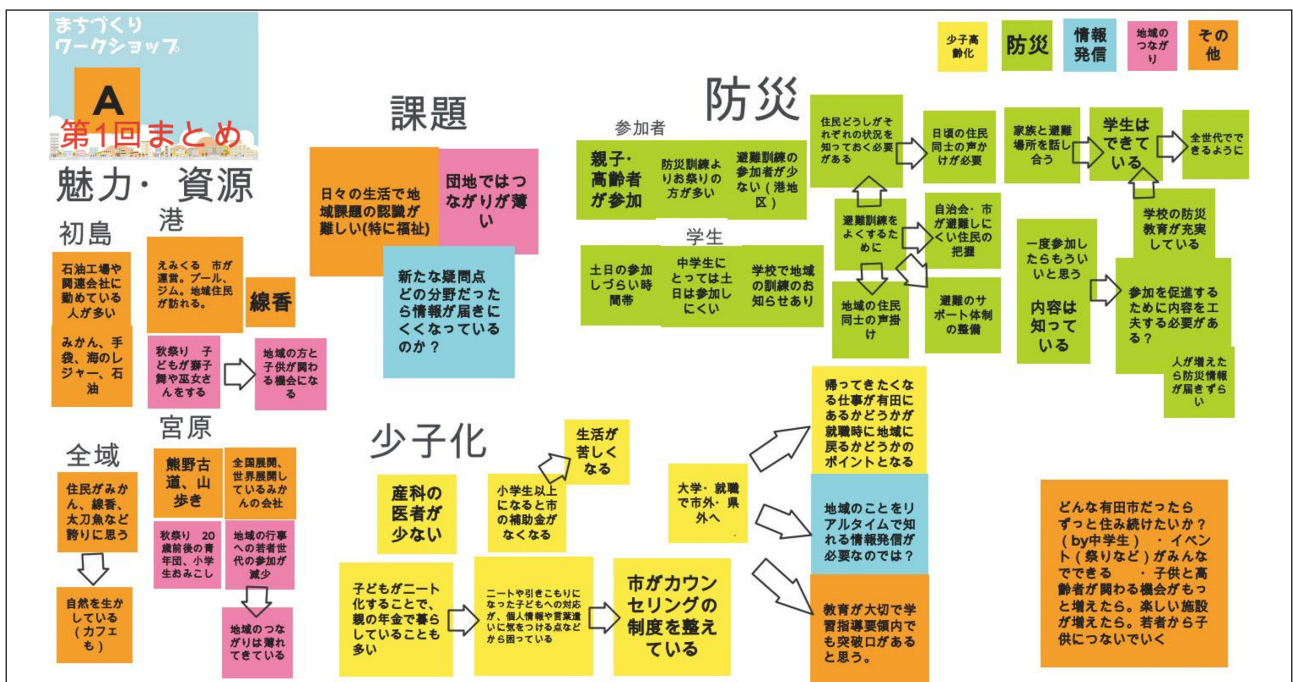 まちづくり
ワークショップ
A
第1回まとめ
少子高
齢化
防災
情報
発信
地域の
つなが
り
その
他
魅力・資源
初島
石油工場や
関連会社に
勤めている
人が多い
みかん、手
袋、海のレ
ジャー、石
油
港
えみくる　市が
運営。プール、
ジム。地域住民
が訪れる。
線香
秋祭り　子
どもが獅子
舞や巫女さ
んをする
地域の方と
子供が関わ
る機会にな
る
全域
住民がみか
ん、線香、
太刀魚など
誇りに思う
自然を生か
している
(カフェ
も)
宮原
熊野古
道、山
歩き
全国展開、
世界展開し
ているみか
んの会社
秋祭り　20
歳前後の青
年団、小学
生おみこし
地域の行事
への若者世
代の参加が
減少
地域のつな
がりは薄れ
てきている
課題
日々の生活で地
域課題の認識が
難しい(特に福祉)
団地ではつ
ながりが薄
い
新たな疑問点
どの分野だった
ら情報が届きに
くくなっている
のか？
防災
参加者
親子・
高齢者
が参加
防災訓練よ
りお祭りの
方が多い
避難訓練の
参加者が少
ない(港地
区)
学生
土日の参加
しづらい時
間帯
中学生に
とっては土
日は参加し
にくい
学校で地域
の訓練のお
知らせあり
住民どうしがそ
れぞれの状況を
知っておく必要
がある
日頃の住民
同士の声か
けが必要
避難訓練を
よくするた
めに
自治会・市
が避難しに
くい住民の
把握
地域の住民
同士の声掛
け
避難のサ
ポート体制
の整備
家族と避難
場所を話し
合う
学生は
できて
いる
全世代でで
きるように
学校の防災
教育が充実
している
一度参加し
たらもうい
いと思う
内容は
知って
いる
参加を促進する
ために内容を工
夫する必要があ
る？
人が増えた
ら防災情報
が届きずら
い
少子化
産科の
医者が
少ない
小学生以上
になると市
の補助金が
なくなる
生活が
苦しく
なる
子どもがニート
化することで、
親の年金で暮ら
していることも
多い
ニートや引きこもりに
なった子どもへの対応
が、個人情報や言葉遣
いに気をつける点など
から困っている
市がカウン
セリングの
制度を整え
ている
大学・就職
で市外・県
外へ
帰ってきたくな
る仕事が有田に
あるかどうかが
就職時に地域に
戻るかどうかの
ポイントとなる
地域のことをリ
アルタイムで知
れる情報発信が
必要なのでは？
教育が大切で学
習指導要領内で
も突破口がある
と思う。
どんな有田市だったら
ずっと住み続けたいか？
(by中学生)　・イベン
ト(祭りなど)がみんな
でできる　・子供と高
齢者が関わる機会がもっ
と増えたら。楽しい施設
が増えたら。若者から子
供につないでいく